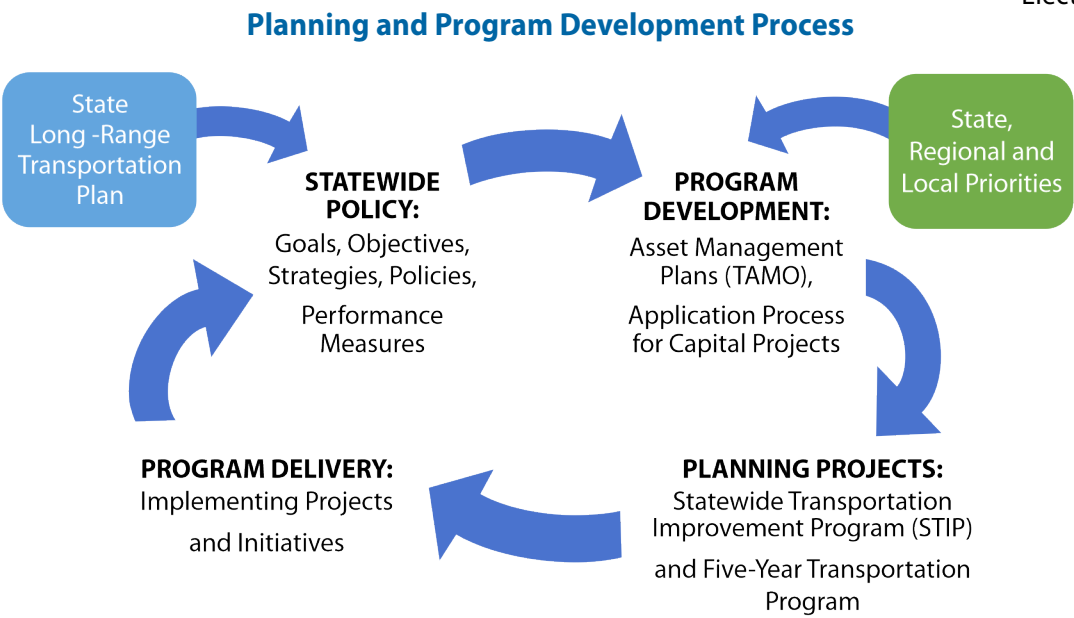 Planning and Program Development Process
State
Long -Range
Transportation
Plan
State,
Regional and
Local Priorities
STATEWIDE
POLICY:
Goals, Objectives,
Strategies, Policies,
Performance
Measures
PROGRAM
DEVELOPMENT:
Asset Management
Plans (TAMO),
Application Process
for Capital Projects
PROGRAM DELIVERY:
Implementing Projects
and Initiatives
PLANNING PROJECTS:
Statewide Transportation
Improvement Program (STIP)
and Five-Year Transportation
Program